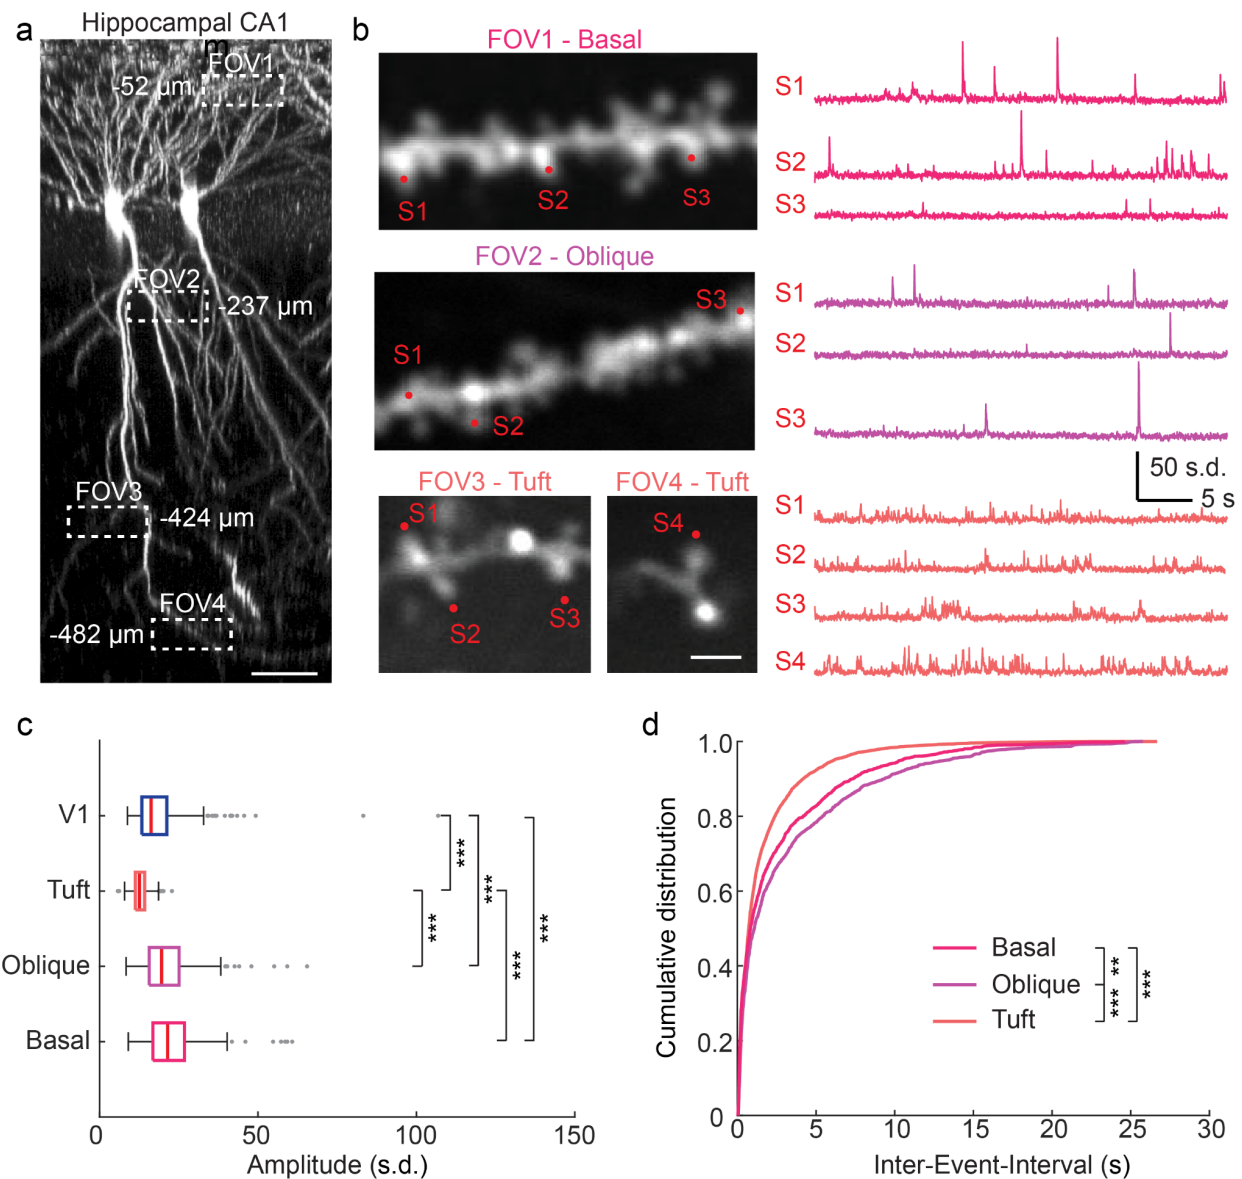 a
Hippocampal CA1
m
FOV1
-52 µm
FOV2
-237 µm
FOV3
-424 µm
FOV4
-482 µm
b
FOV1 - Basal
S1
S2
S3
S1
S2
S3
FOV2 - Oblique
S1
S2
S3
S1
S2
S3
50 s.d.
5 s
FOV3 - Tuft
S1
S2
S3
FOV4 - Tuft
S4
S1
S2
S3
S4
c
V1
Tuft
Oblique
Basal
***
***
***
***
***
0
50
100
150
Amplitude (s.d.)
d
1.0
0.8
0.6
0.4
0.2
0
Cumulative distribution
Basal
Oblique
Tuft
**
***
***
0
5
10
15
20
25
30
Inter-Event-Interval (s)